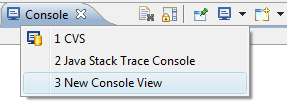 Console
1 CVS
2 Java Stack Trace Console
3 New Console View